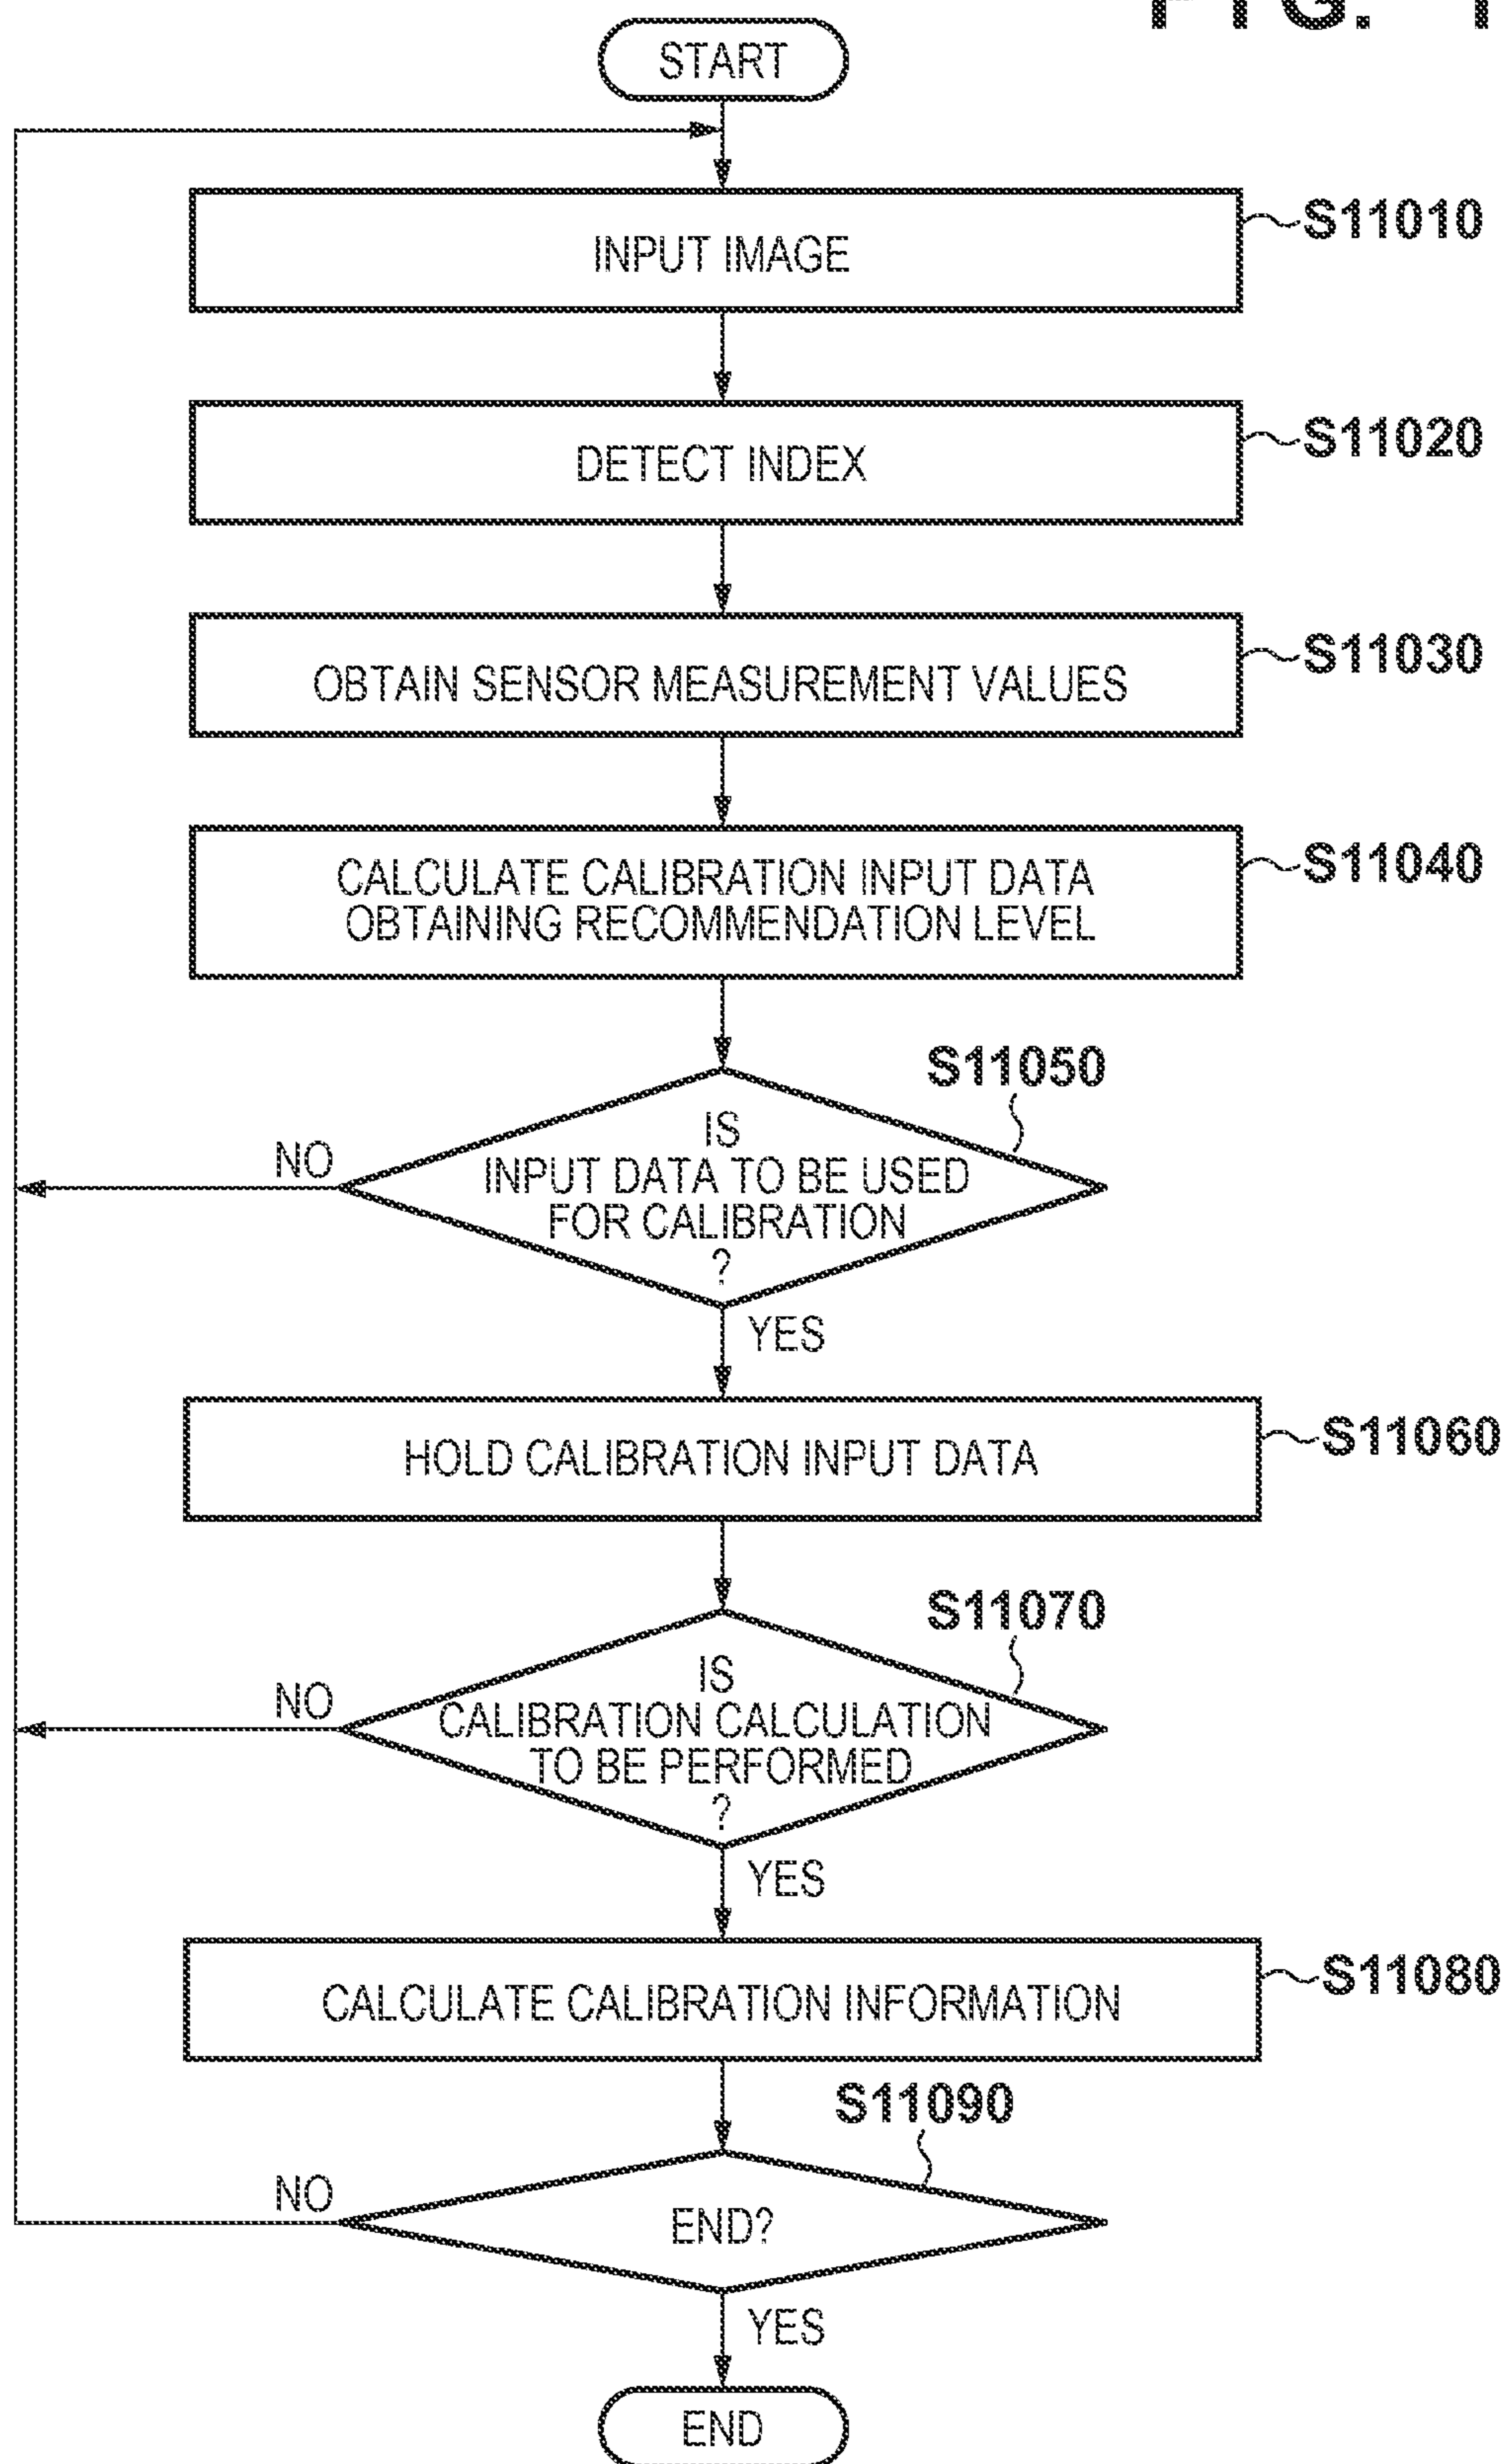 FIG. 1
START
INPUT IMAGE
S11010
DETECT INDEX
S11020
OBTAIN SENSOR MEASUREMENT VALUES
S11030
CALCULATE CALIBRATION INPUT DATA
OBTAINING RECOMMENDATION LEVEL
S11040
S11050
IS
INPUT DATA TO BE USED
FOR CALIBRATION
?
NO
YES
HOLD CALIBRATION INPUT DATA
S11060
S11070
IS
CALIBRATION CALCULATION
TO BE PERFORMED
?
NO
YES
CALCULATE CALIBRATION INFORMATION
S11080
S11090
END?
NO
YES
END